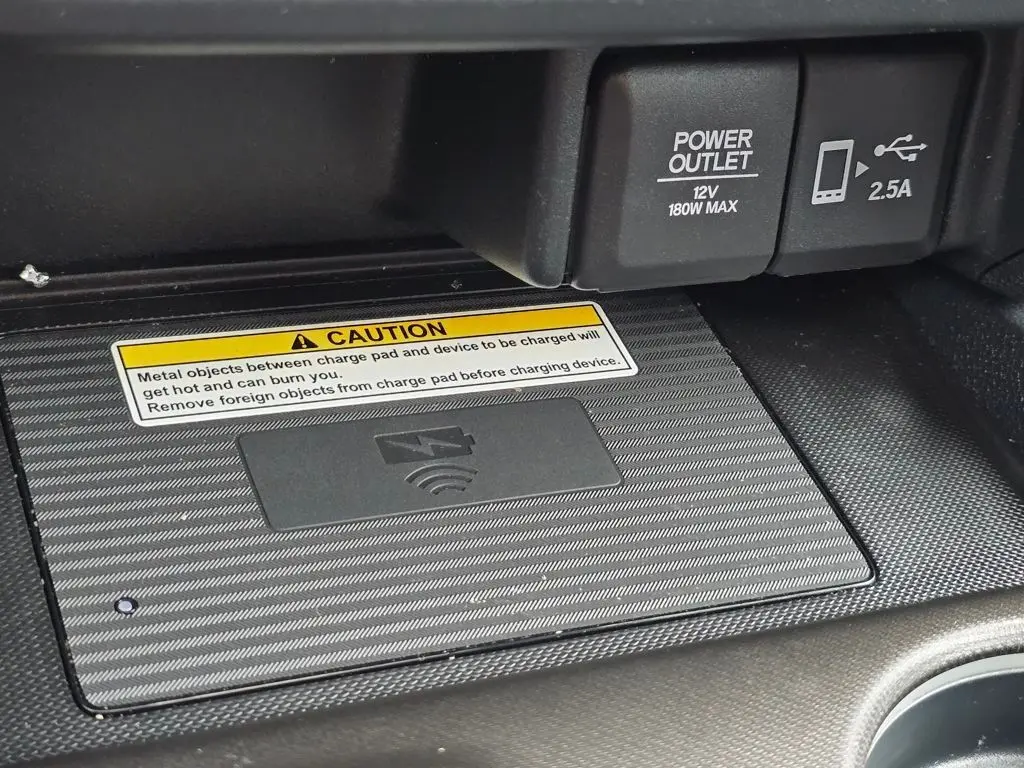 POWER
OUTLET
12V
180W MAX
2.5A
CAUTION
Metal objects between charge pad and device to be charged will
get hot and can burn you.
Remove foreign objects from charge pad before charging device.